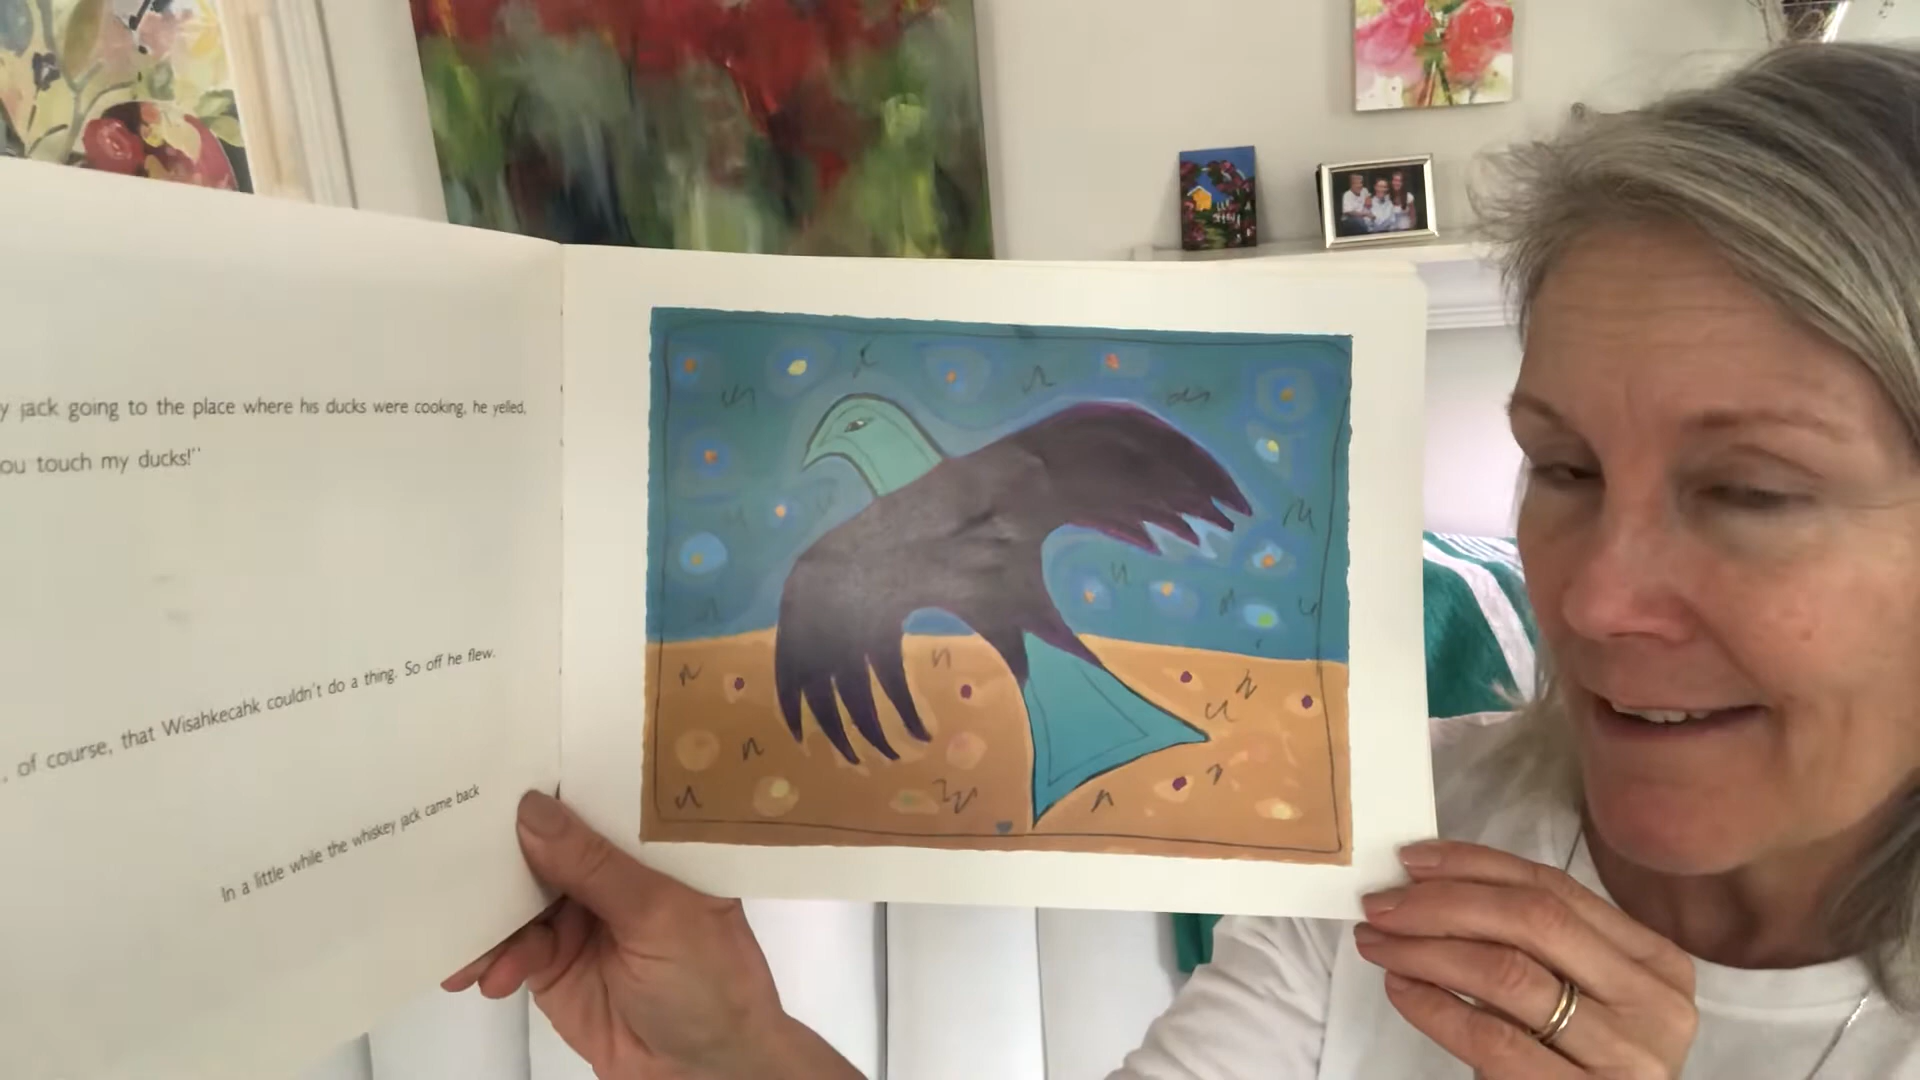 y jack going to the place where his ducks were cooking, he yelled,
ou touch my ducks!"
, of course, that Wisahkecahk couldn't do a thing. So off he flew.
In a little while the whiskey jack came back